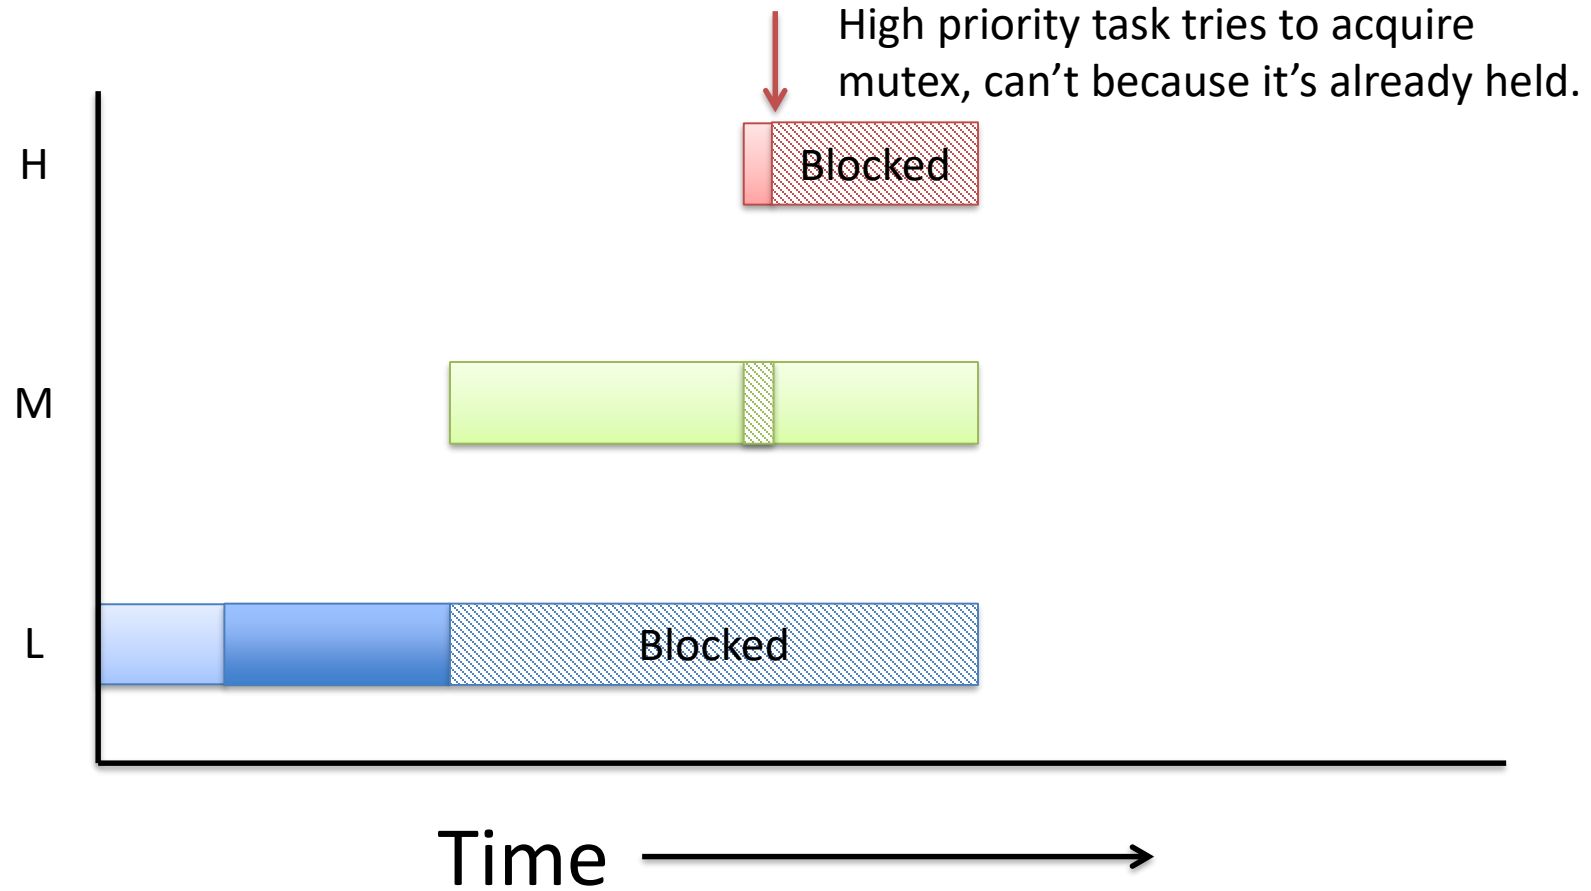 High priority task tries to acquire
mutex, can’t because it’s already held.
H
Blocked
M
L
Blocked
Time